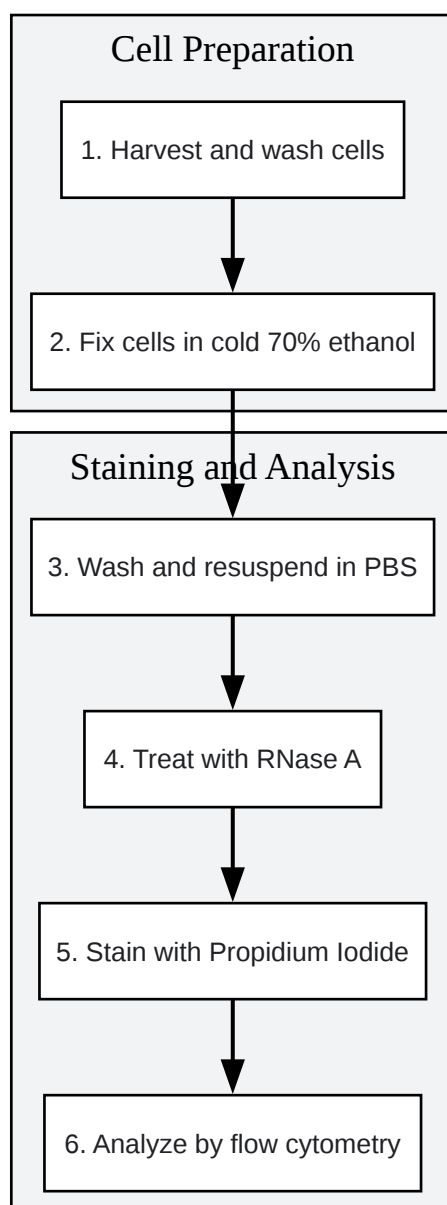 Cell Preparation
1. Harvest and wash cells
2. Fix cells in cold 70% ethanol
Staining and Analysis
3. Wash and resuspend in PBS
4. Treat with RNase A
5. Stain with Propidium Iodide
6. Analyze by flow cytometry